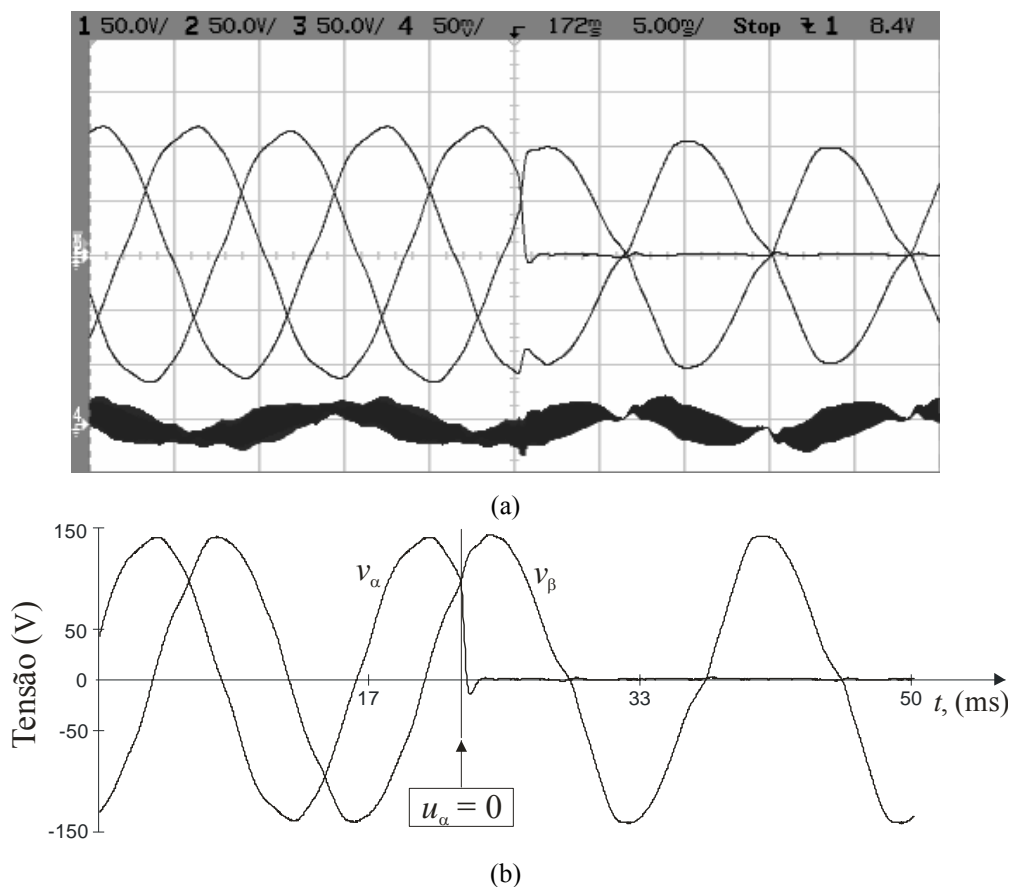 1 50.0V/ 2 50.0V/ 3 50.0V/ 4 50mV/ 172ms 5.00ms/ Stop 1 8.4V
4
(a)
150
50
0
-50
-150
Tensão (V)
vα
vβ
17
33
50
t, (ms)
uα = 0
(b)